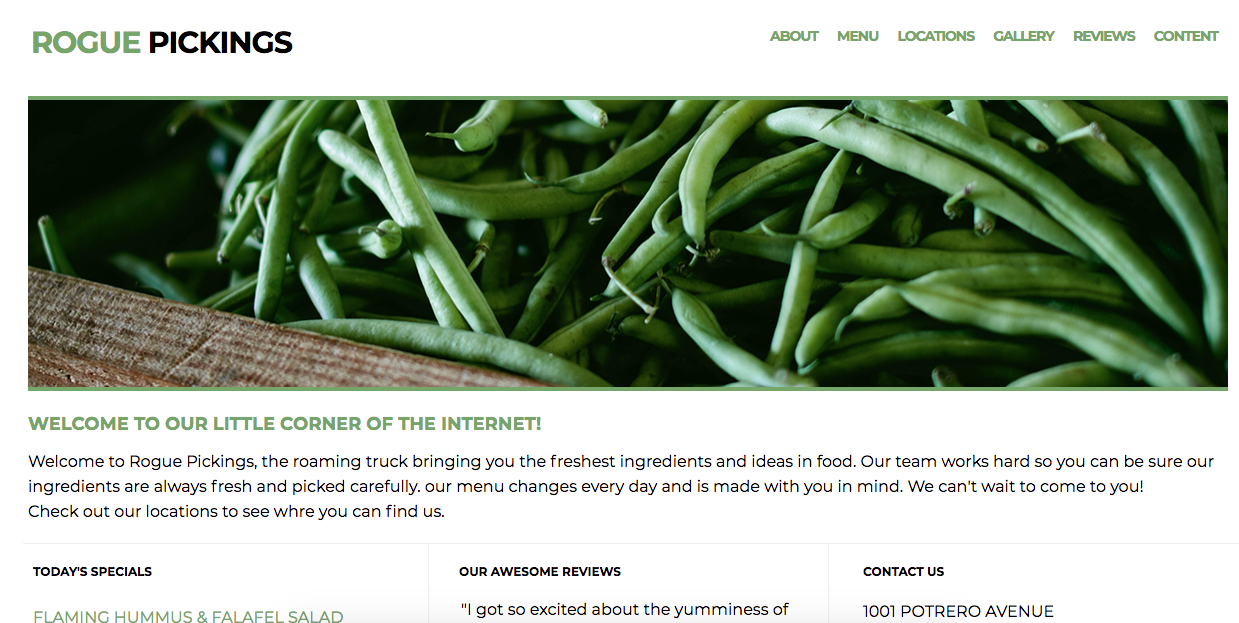 ROGUE PICKINGS
ABOUT MENU LOCATIONS GALLERY REVIEWS CONTENT
WELCOME TO OUR LITTLE CORNER OF THE INTERNET!
Welcome to Rogue Pickings, the roaming truck bringing you the freshest ingredients and ideas in food. Our team works hard so you can be sure our
ingredients are always fresh and picked carefully. our menu changes every day and is made with you in mind. We can't wait to come to you!
Check out our locations to see whre you can find us.
TODAY'S SPECIALS
FLAMING HUMMUS & FALAFEL SALAD
OUR AWESOME REVIEWS
"I got so excited about the yumminess of
CONTACT US
1001 POTRERO AVENUE